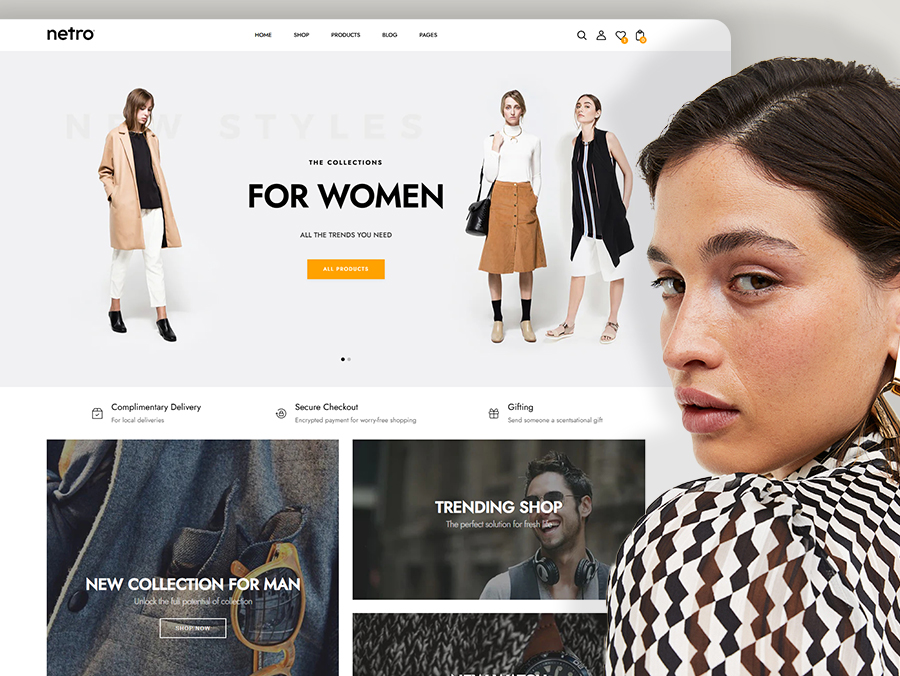 netro
HOME SHOP PRODUCTS BLOG PAGES
NEW STYLES
THE COLLECTIONS
FOR WOMEN
ALL THE TRENDS YOU NEED
ALL PRODUCTS
Complimentary Delivery
For local deliveries
Secure Checkout
Encrypted payment for worry-free shopping
Gifting
Send someone a scentsational gift
TRENDING SHOP
The perfect solution for fresh life
NEW COLLECTION FOR MAN
Unlock the full potential of collection
SHOP NOW